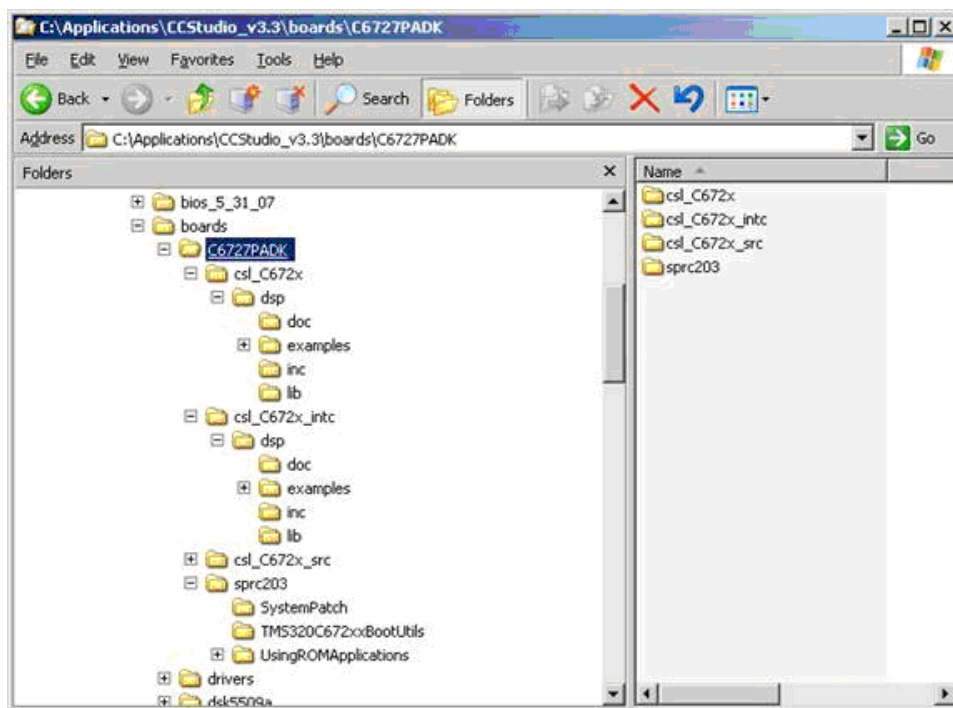 C:\Applications\CCStudio_v3.3\boards\C6727PADK
File Edit View Favorites Tools Help
Back Search Folders
Address C:\Applications\CCStudio_v3.3\boards\C6727PADK Go
Folders
bios_5_31_07
boards
C6727PADK
csl_C672x
dsp
doc
examples
inc
lib
csl_C672x_intc
dsp
doc
examples
inc
lib
csl_C672x_src
sprc203
SystemPatch
TMS320C672xxBootUtils
UsingROMApplications
drivers
dsk5509a
Name
csl_C672x
csl_C672x_intc
csl_C672x_src
sprc203